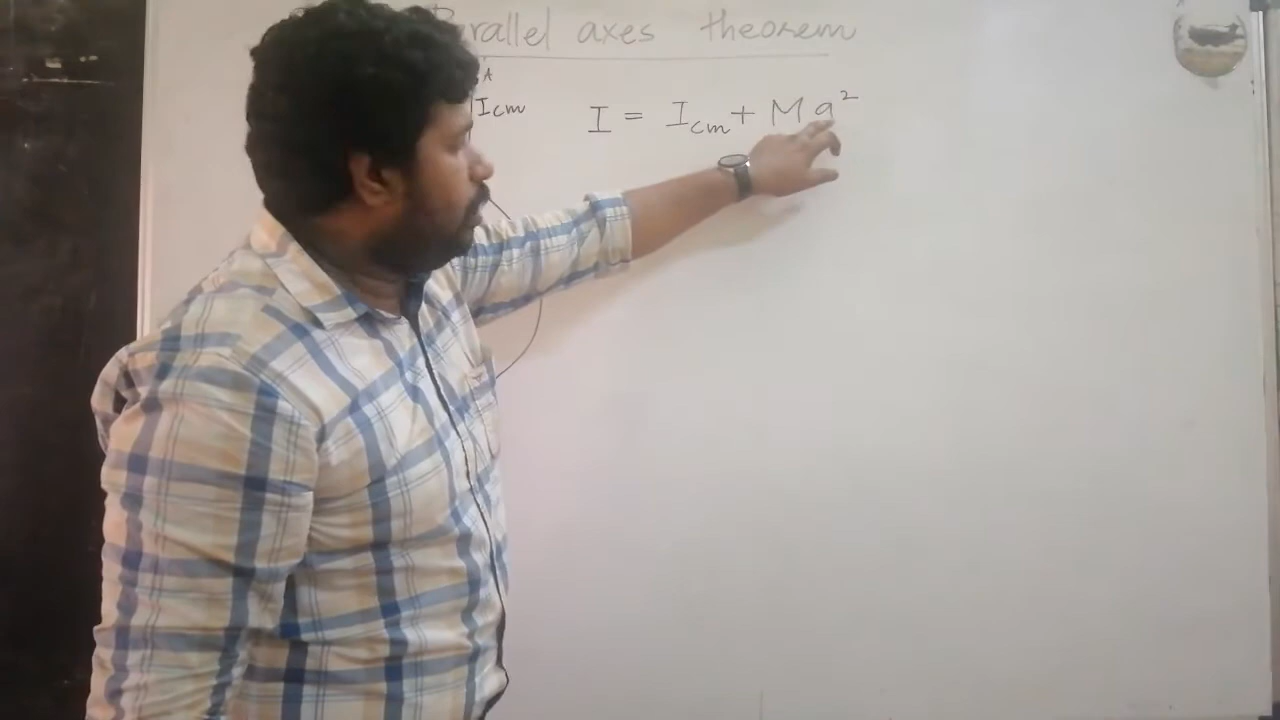 Parallel axes theorem
A
Icm
I = Icm + Ma²